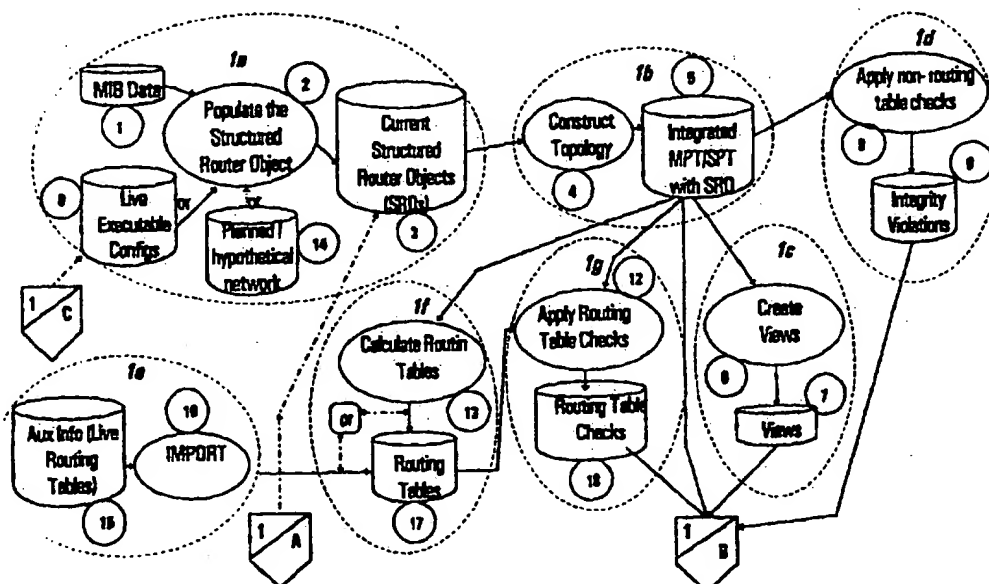 1a
MIB Data
1
2
Populate the
Structured
Router Object
Current
Structured
Router Objects
(SROs)
3
Live
Executable
Configs
or
or
Planned /
hypothetical
network
14
1
C
1b
5
Construct
Topology
4
Integrated
MPT/SPT
with SRO
1d
Apply non-routing
table checks
8
Integrity
Violations
1g
12
Apply Routing
Table Checks
Routing Table
Checks
18
1c
Create
Views
6
7
Views
1f
Calculate Routin
Tables
13
or
Routing
Tables
17
1e
16
Aux Info (Live
Routing
Tables)
IMPORT
15
1
A
1
B